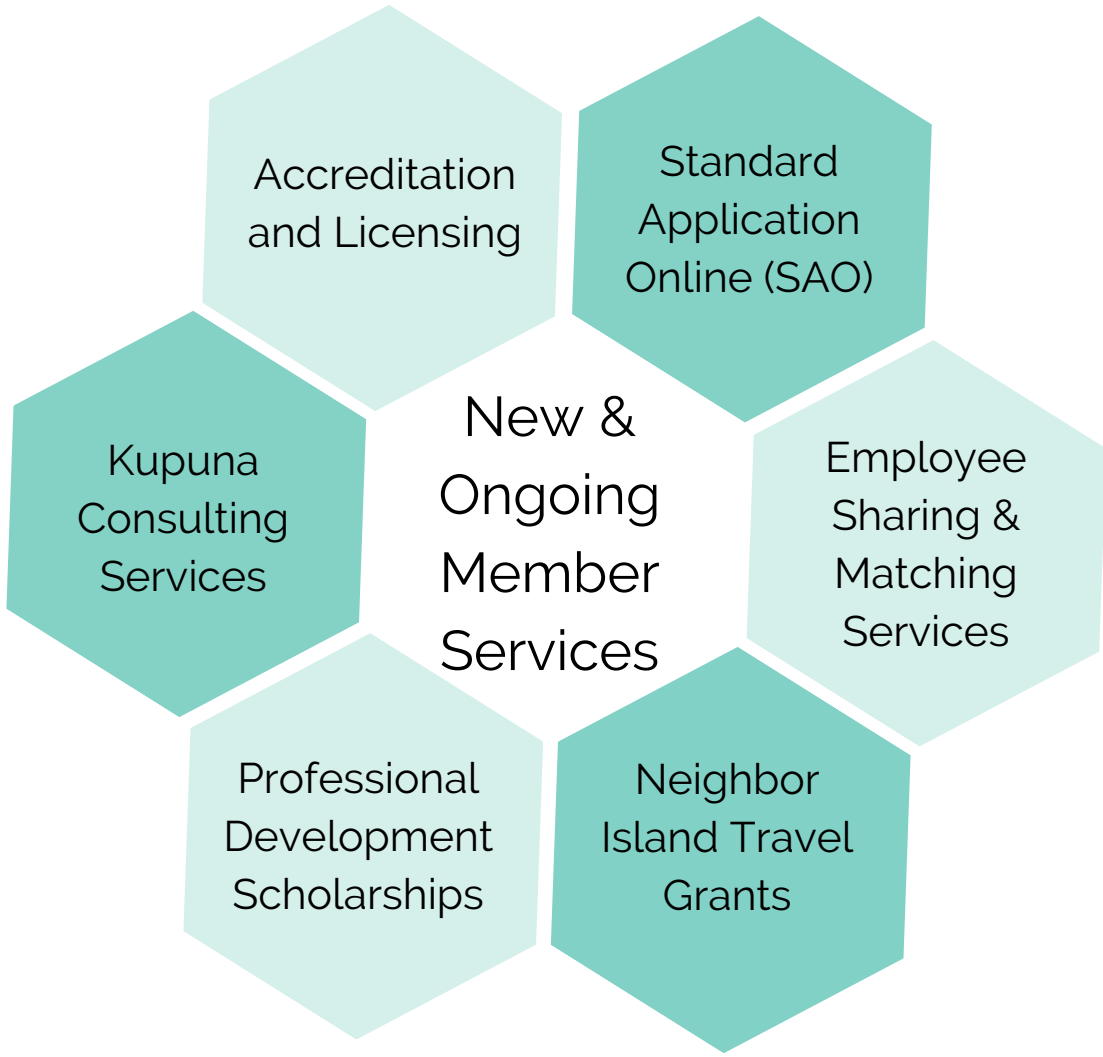 Accreditation
and Licensing
Standard
Application
Online (SAO)
Kupuna
Consulting
Services
New &
Ongoing
Member
Services
Employee
Sharing &
Matching
Services
Professional
Development
Scholarships
Neighbor
Island Travel
Grants